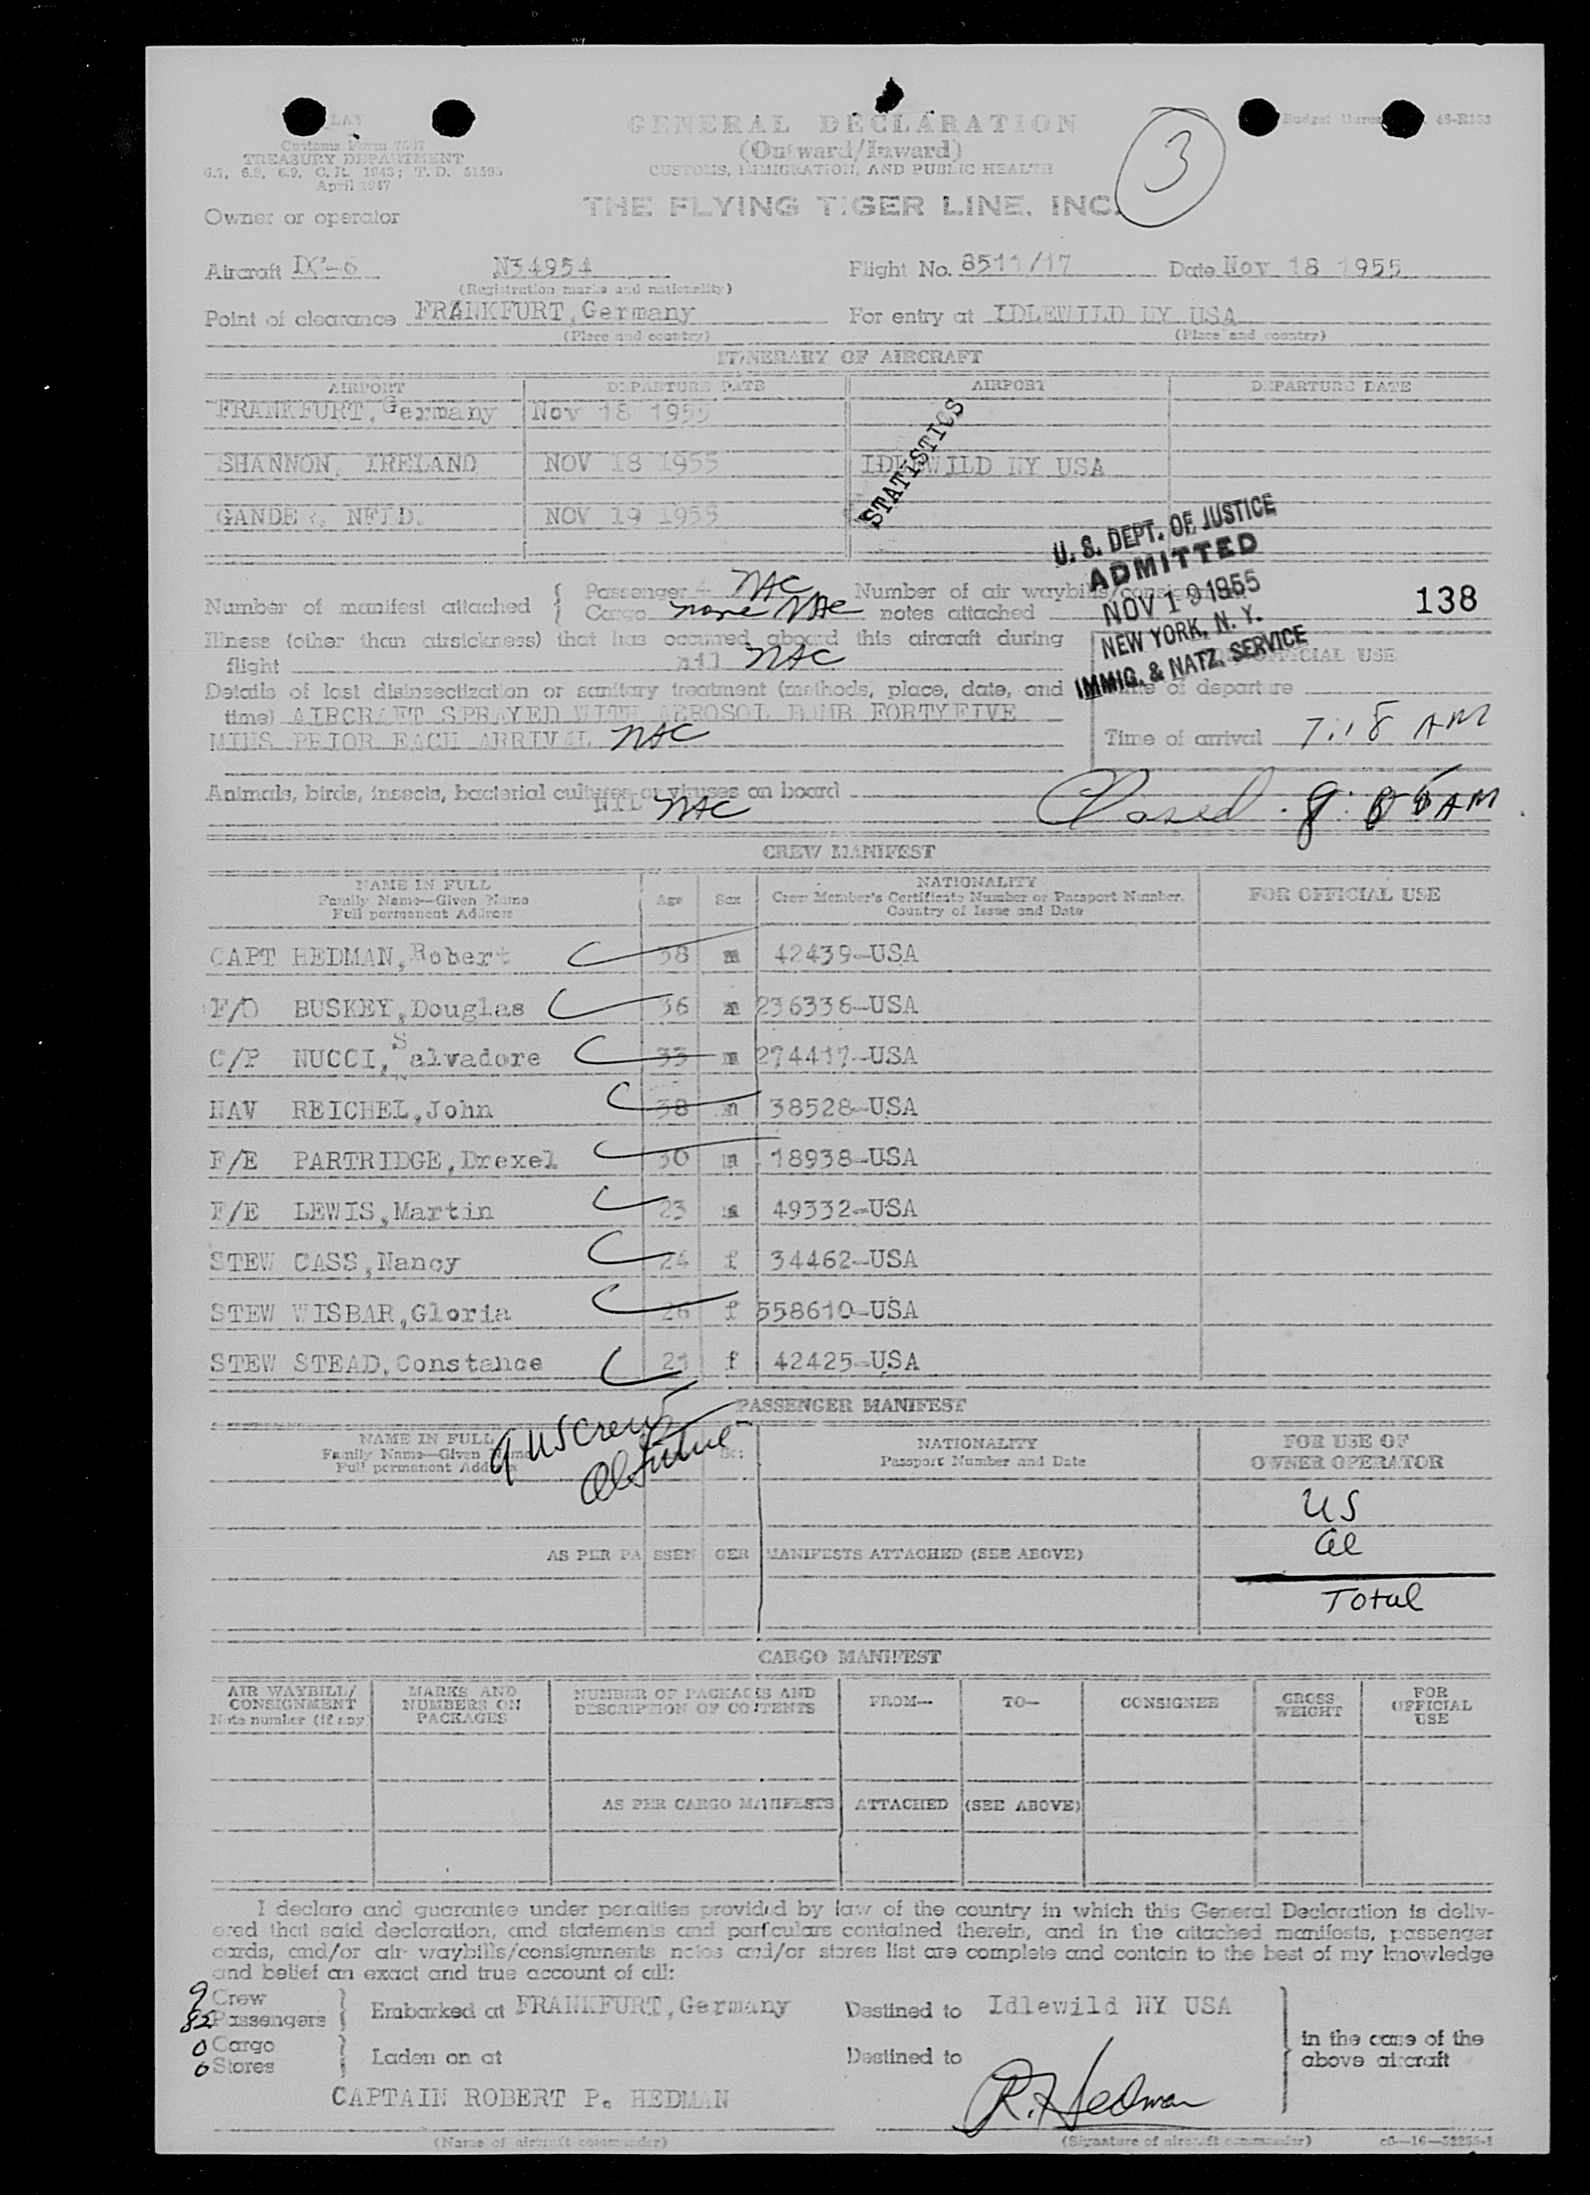 GENERAL DECLARATION
(Outward/Inward)
CUSTOMS, IMMIGRATION, AND PUBLIC HEALTH
Customs Form 7507
TREASURY DEPARTMENT
April 1947
3
THE FLYING TIGER LINE, INC.
Owner or operator
Aircraft DC-6 N34954 Flight No. 8511/17 Date Nov 18 1955
(Registration marks and nationality)
Point of clearance FRANKFURT, Germany For entry at IDLEWILD NY USA
(Place and country) (Place and country)
ITINERARY OF AIRCRAFT
AIRPORT DEPARTURE DATE AIRPORT DEPARTURE DATE
FRANKFURT, Germany Nov 18 1955
SHANNON, IRELAND NOV 18 1955 IDLEWILD NY USA
GANDER, NFLD. NOV 19 1955
STATISTICS
U. S. DEPT. OF JUSTICE
ADMITTED
NOV 19 1955
NEW YORK, N. Y.
IMMIG. & NATZ. SERVICE
Number of manifest attached { Passenger NAC Number of air waybills/consignment
Cargo none NAC notes attached 138
Illness (other than airsickness) that has occurred aboard this aircraft during
flight nil NAC OFFICIAL USE
Details of last disinsectization or sanitary treatment (methods, place, date, and Time of departure
time) AIRCRAFT SPRAYED WITH AEROSOL BOMB FORTYFIVE
MINS PRIOR EACH ARRIVAL NAC Time of arrival 7:18 AM
Animals, birds, insects, bacterial cultures or viruses on board
NIL NAC Closed
CREW MANIFEST
NAME IN FULL Age Sex NATIONALITY FOR OFFICIAL USE
Family Name—Given Name Crew Member's Certificate Number or Passport Number,
Full permanent Address Country of Issue and Date
CAPT HEDMAN, Robert 38 m 42439-USA
F/O BUSKEY, Douglas 36 m 236336-USA
C/P NUCCI, Salvadore 33 m 274417-USA
NAV REICHEL, John 38 m 38528-USA
F/E PARTRIDGE, Drexel 30 m 18938-USA
F/E LEWIS, Martin 23 m 49332-USA
STEW CASS, Nancy 24 f 34462-USA
STEW WISBAR, Gloria 26 f 558610-USA
STEW STEAD, Constance 21 f 42425-USA
PASSENGER MANIFEST
9 US Crew
NAME IN FULL NATIONALITY FOR USE OF
Family Name—Given Name Passport Number and Date OWNER OPERATOR
Full permanent Address
US
al
AS PER PASSENGER MANIFESTS ATTACHED (SEE ABOVE)
Total
CARGO MANIFEST
AIR WAYBILL/ MARKS AND NUMBER OF PACKAGES AND FROM— TO— CONSIGNEE GROSS FOR
CONSIGNMENT NUMBERS ON DESCRIPTION OF CONTENTS WEIGHT OFFICIAL
Note number (if any) PACKAGES USE
AS PER CARGO MANIFESTS ATTACHED (SEE ABOVE)
I declare and guarantee under penalties provided by law of the country in which this General Declaration is deliv-
ered that said declaration, and statements and particulars contained therein, and in the attached manifests, passenger
cards, and/or air waybills/consignments notes and/or stores list are complete and contain to the best of my knowledge
and belief an exact and true account of all:
9 Crew
82 Passengers } Embarked at FRANKFURT, Germany Destined to Idlewild NY USA
0 Cargo in the case of the
0 Stores } Laden on at Destined to above aircraft
CAPTAIN ROBERT P. HEDMAN R. Hedman
(Name of aircraft commander) (Signature of aircraft commander)